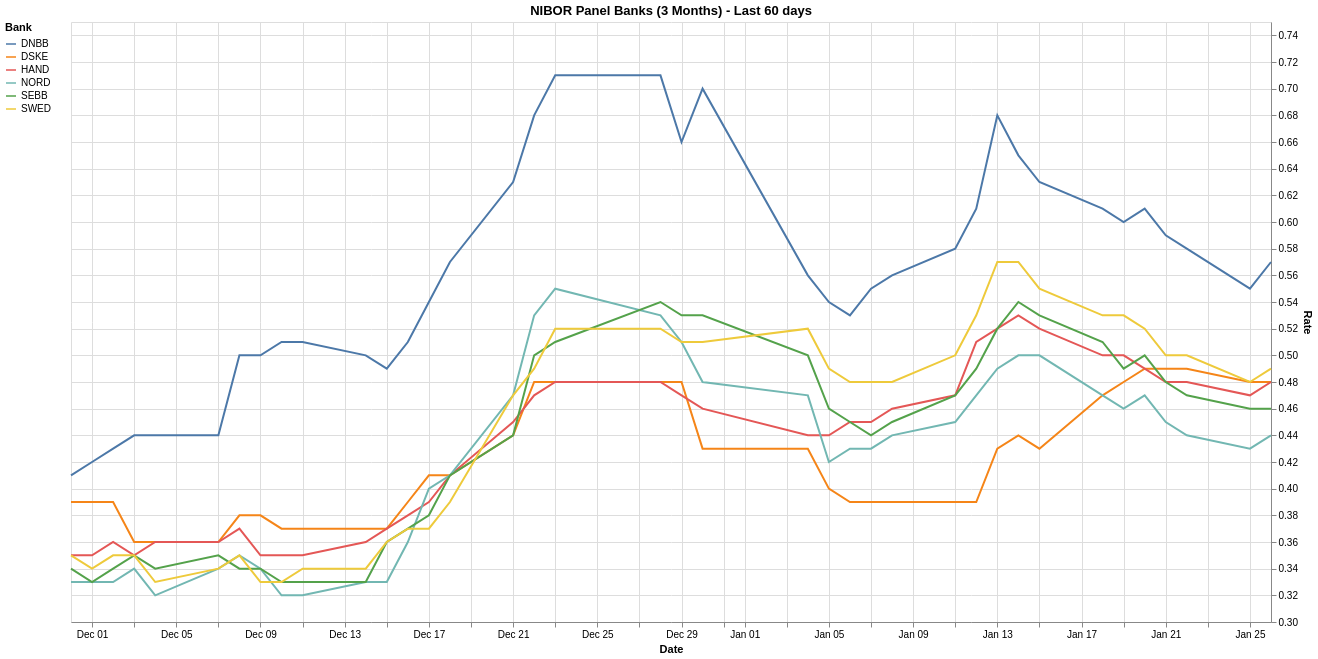 NIBOR Panel Banks (3 Months) - Last 60 days
Bank
DNBB
DSKE
HAND
NORD
SEBB
SWED
0.74
0.72
0.70
0.68
0.66
0.64
0.62
0.60
0.58
0.56
0.54
0.52
0.50
0.48
0.46
0.44
0.42
0.40
0.38
0.36
0.34
0.32
0.30
Rate
Dec 01 Dec 05 Dec 09 Dec 13 Dec 17 Dec 21 Dec 25 Dec 29 Jan 01 Jan 05 Jan 09 Jan 13 Jan 17 Jan 21 Jan 25
Date